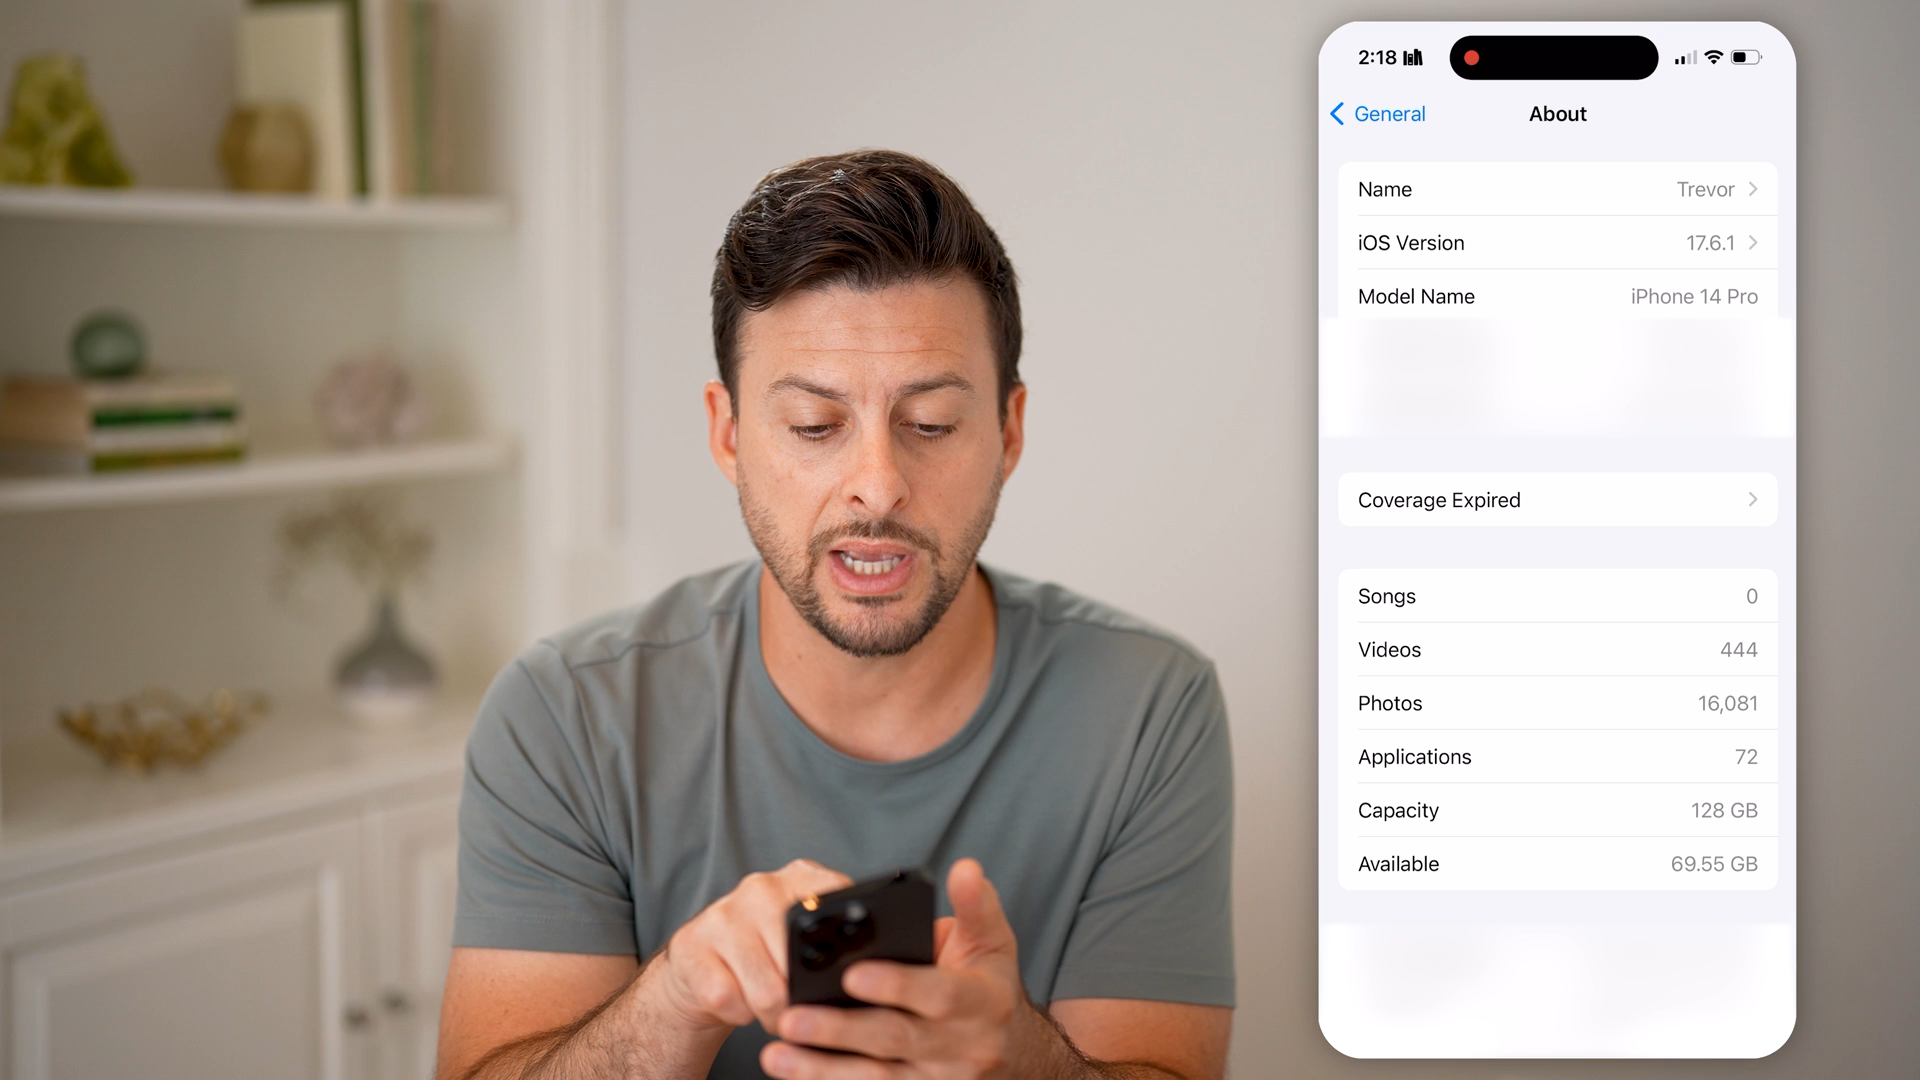 2:18
General
About
Name Trevor
iOS Version 17.6.1
Model Name iPhone 14 Pro
Coverage Expired
Songs 0
Videos 444
Photos 16,081
Applications 72
Capacity 128 GB
Available 69.55 GB